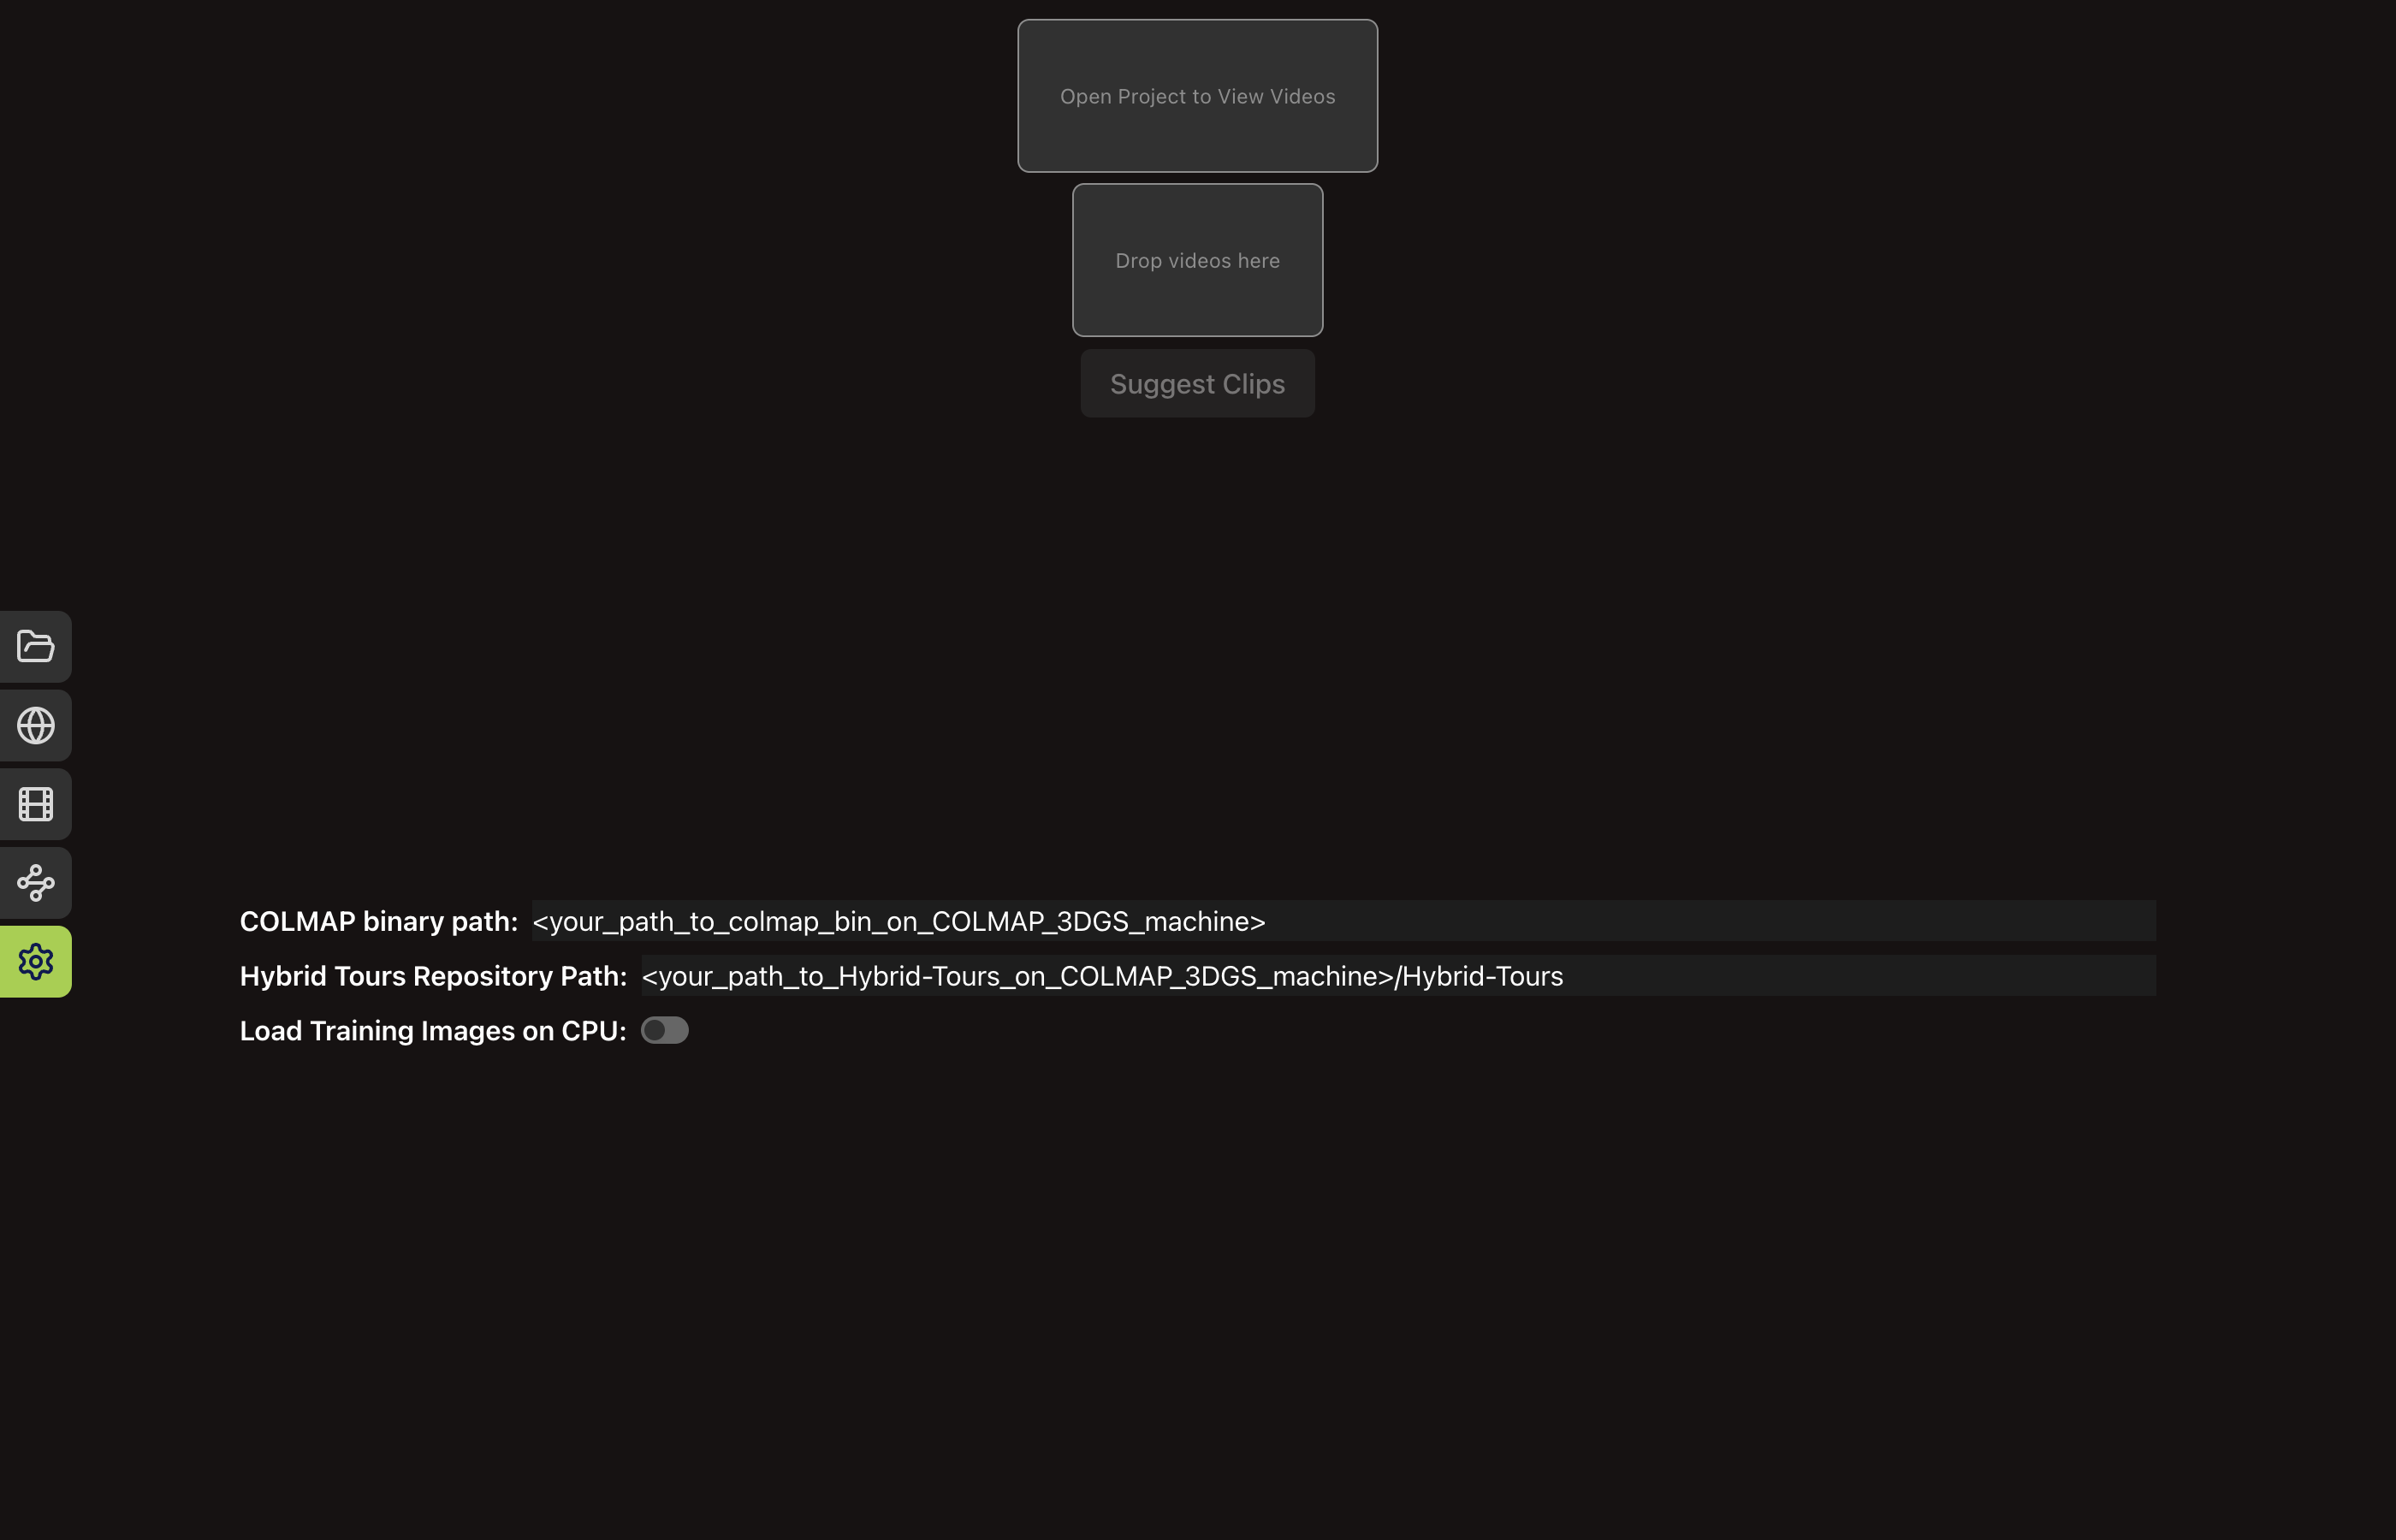 Open Project to View Videos
Drop videos here
Suggest Clips
COLMAP binary path: <your_path_to_colmap_bin_on_COLMAP_3DGS_machine>
Hybrid Tours Repository Path: <your_path_to_Hybrid-Tours_on_COLMAP_3DGS_machine>/Hybrid-Tours
Load Training Images on CPU: